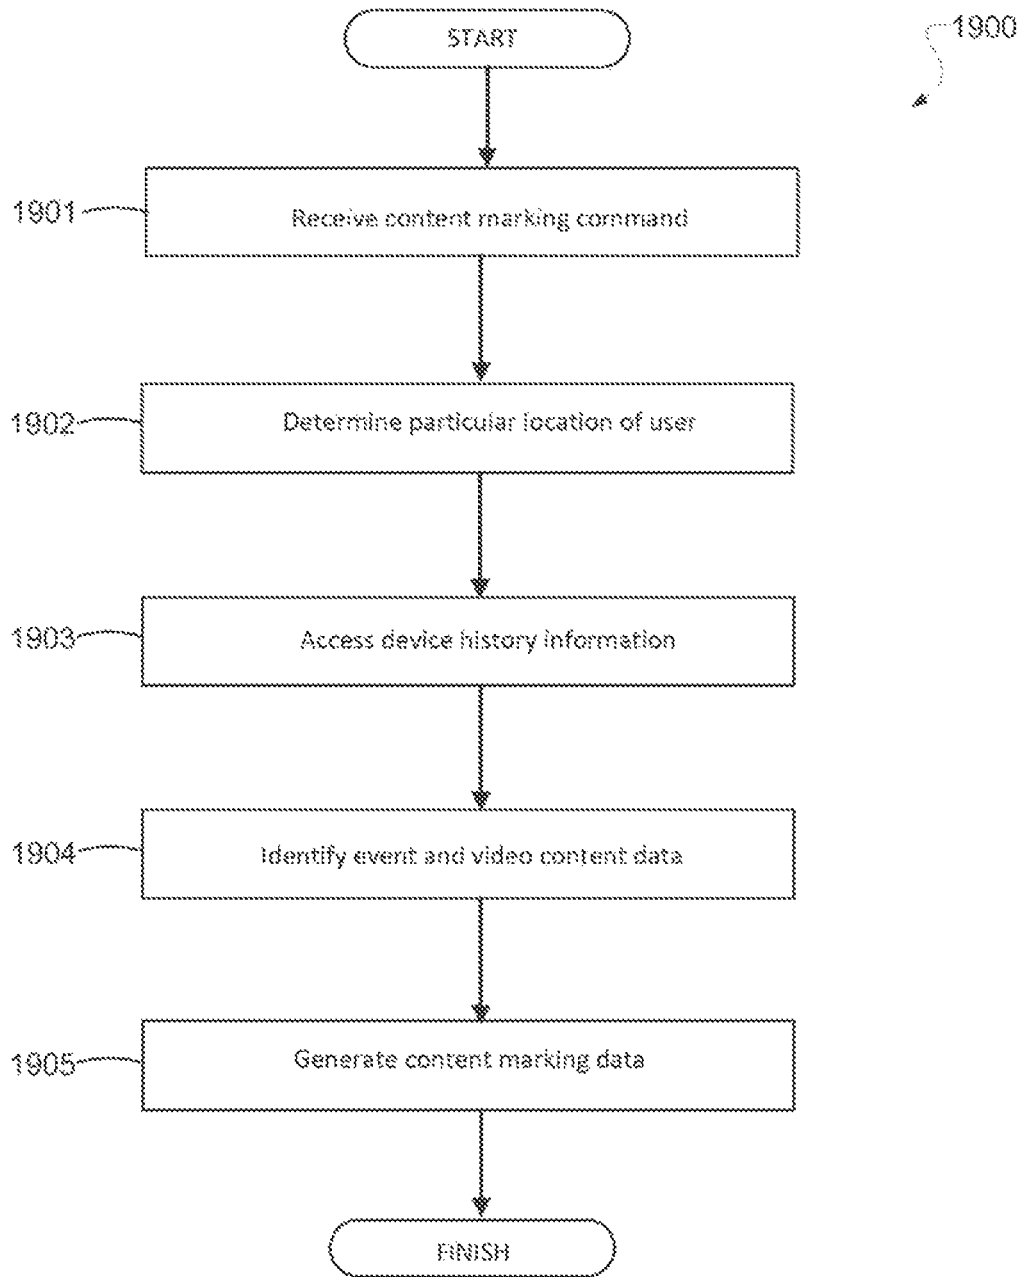 START
1900
1901
Receive content marking command
1902
Determine particular location of user
1903
Access device history information
1904
Identify event and video content data
1905
Generate content marking data
FINISH